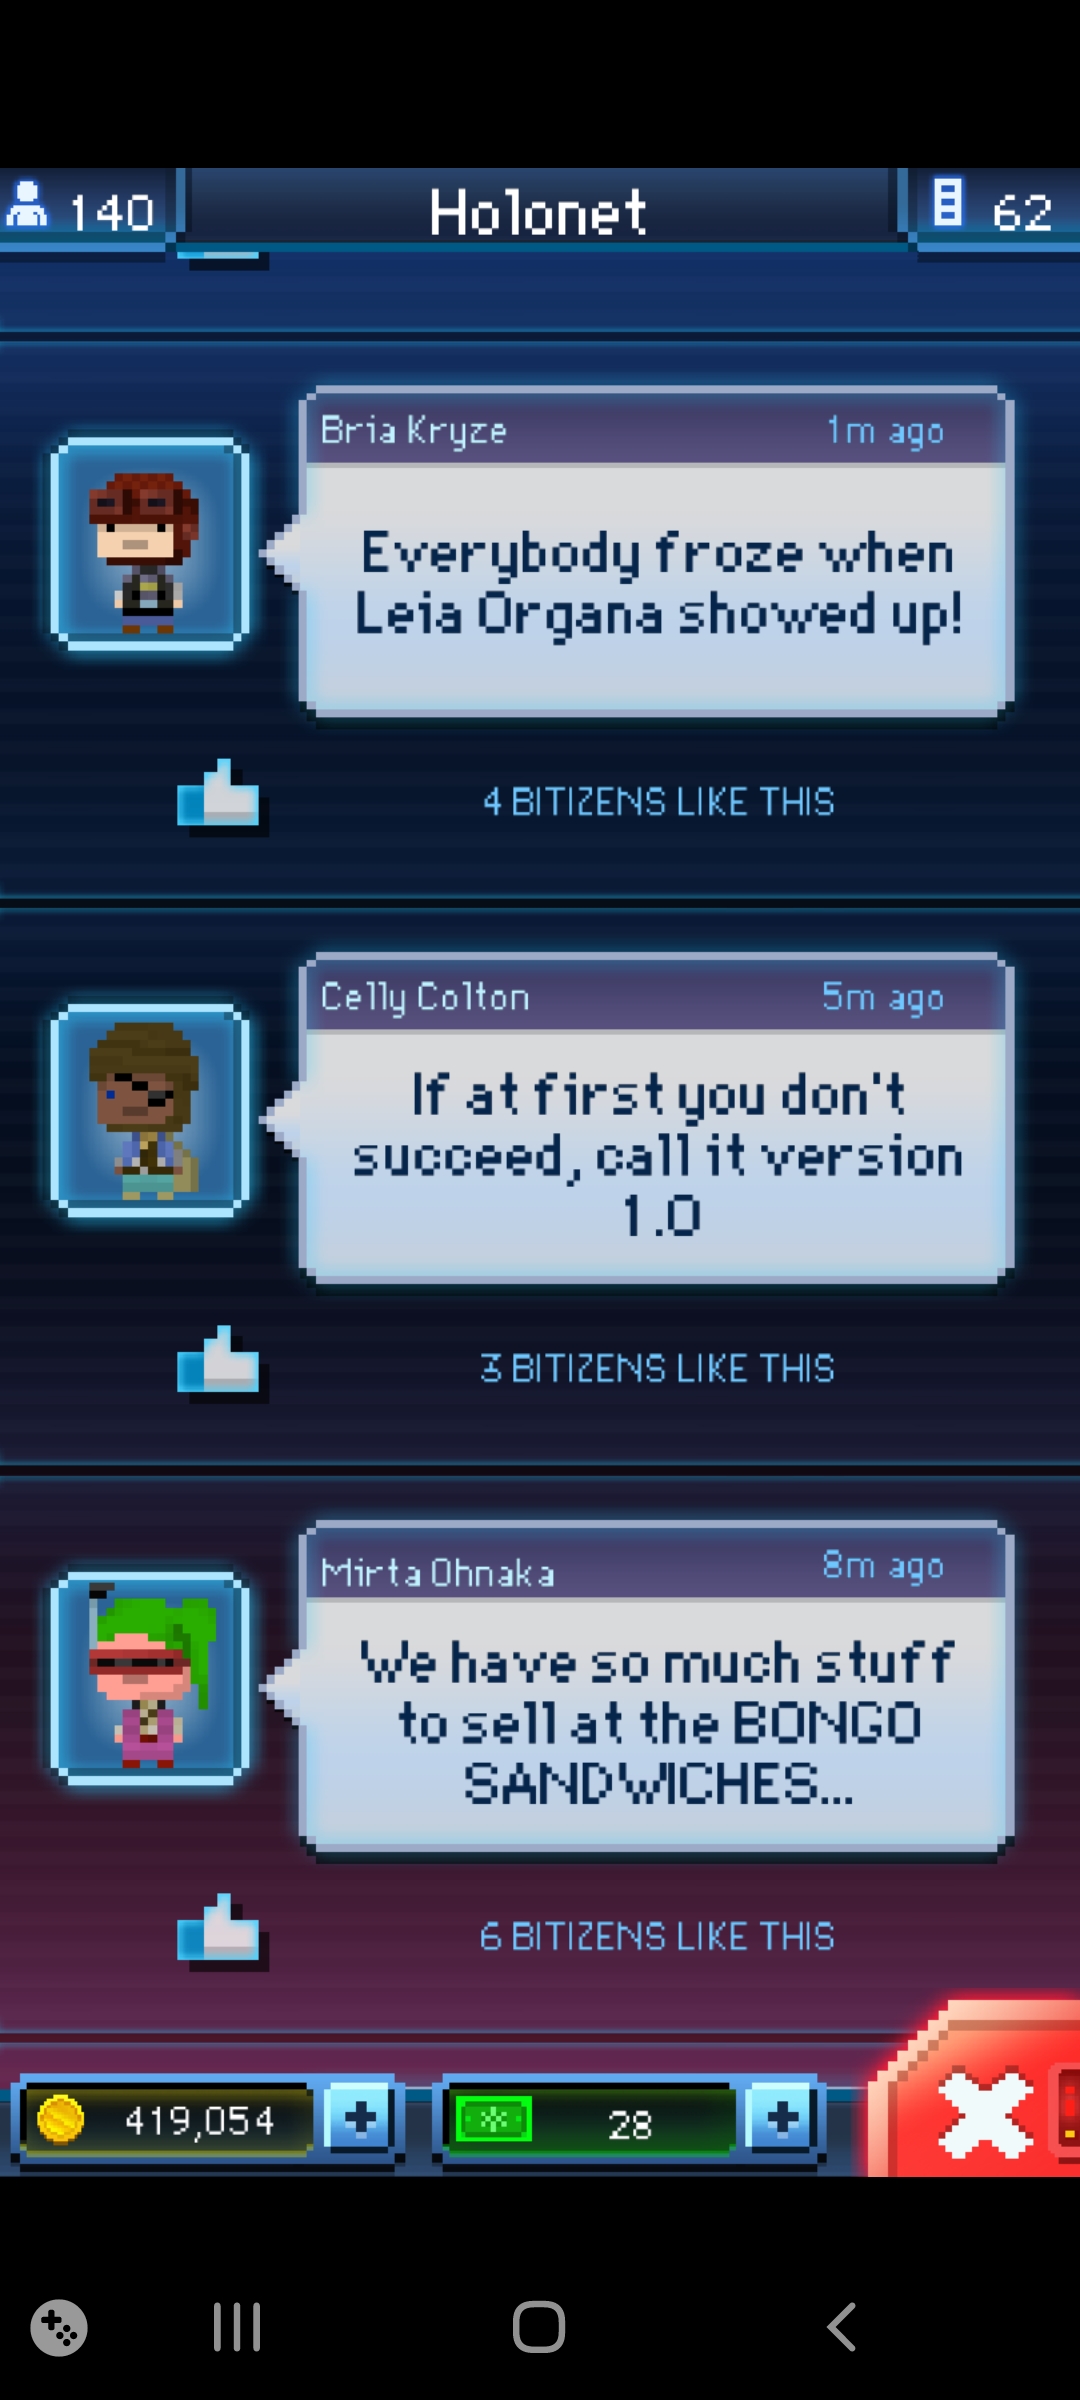 140
Holonet
62
Bria Kryze
1m ago
Everybody froze when
Leia Organa showed up!
4 BITIZENS LIKE THIS
Celly Colton
5m ago
If at first you don't
succeed, call it version
1.0
3 BITIZENS LIKE THIS
Mirta Ohnaka
8m ago
We have so much stuff
to sell at the BONGO
SANDWICHES...
6 BITIZENS LIKE THIS
419,054
28